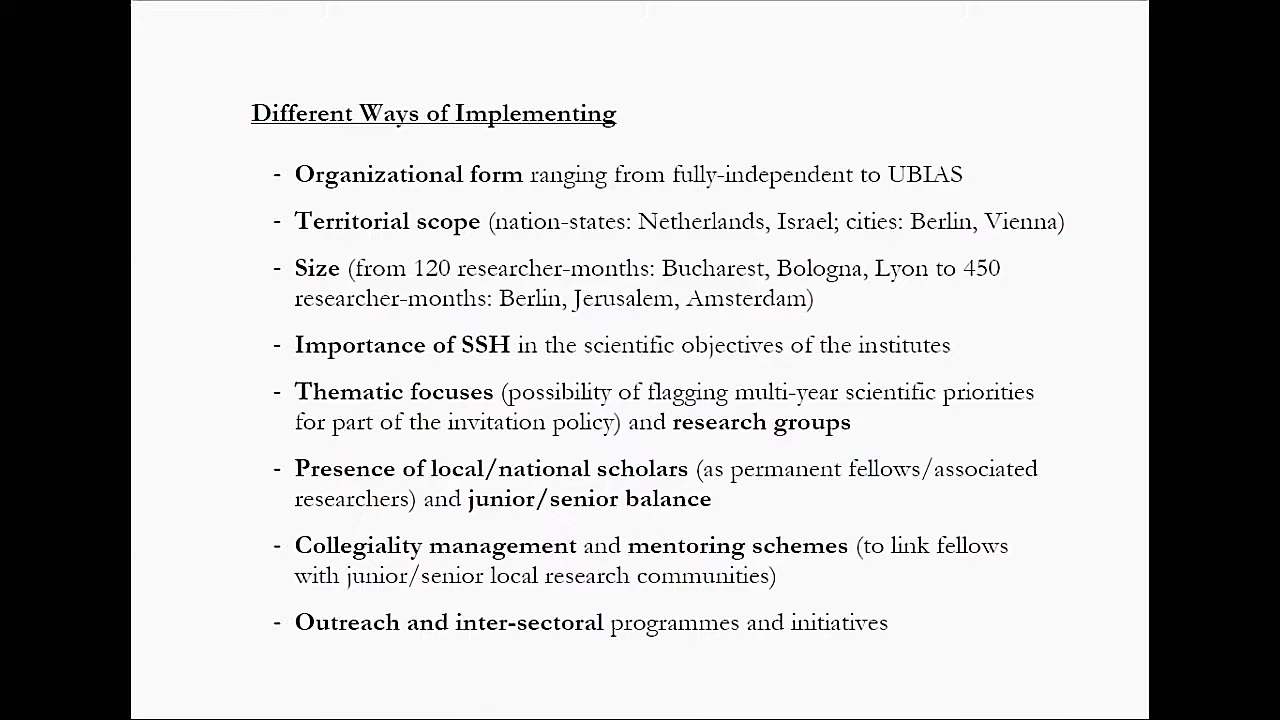 Different Ways of Implementing
- Organizational form ranging from fully-independent to UBIAS
- Territorial scope (nation-states: Netherlands, Israel; cities: Berlin, Vienna)
- Size (from 120 researcher-months: Bucharest, Bologna, Lyon to 450
researcher-months: Berlin, Jerusalem, Amsterdam)
- Importance of SSH in the scientific objectives of the institutes
- Thematic focuses (possibility of flagging multi-year scientific priorities
for part of the invitation policy) and research groups
- Presence of local/national scholars (as permanent fellows/associated
researchers) and junior/senior balance
- Collegiality management and mentoring schemes (to link fellows
with junior/senior local research communities)
- Outreach and inter-sectoral programmes and initiatives